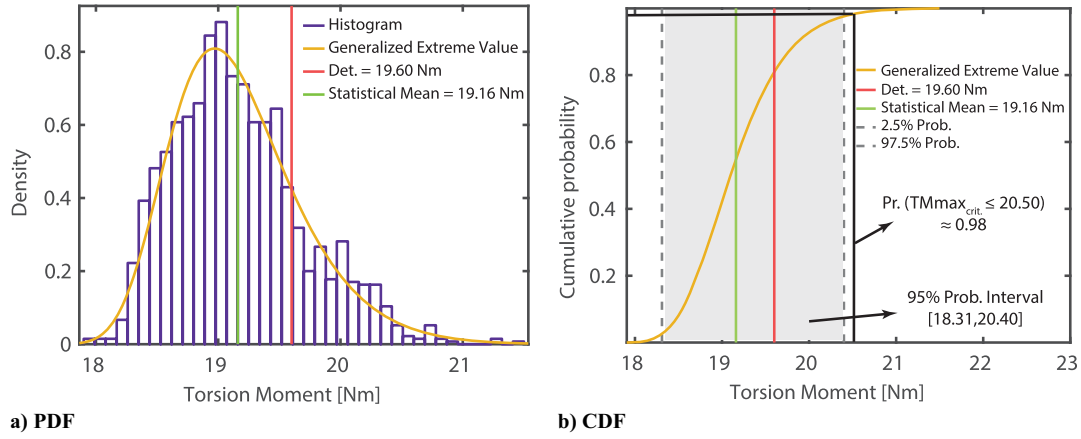 0.8
0.6
0.4
0.2
0
18
19
20
21
Density
Torsion Moment [Nm]
Histogram
Generalized Extreme Value
Det. = 19.60 Nm
Statistical Mean = 19.16 Nm
a) PDF
0.8
0.6
0.4
0.2
18
19
20
21
22
23
Cumulative probability
Torsion Moment [Nm]
Generalized Extreme Value
Det. = 19.60 Nm
Statistical Mean = 19.16 Nm
2.5% Prob.
97.5% Prob.
Pr. (TMmax crit. ≤ 20.50)
≈ 0.98
95% Prob. Interval
[18.31,20.40]
b) CDF